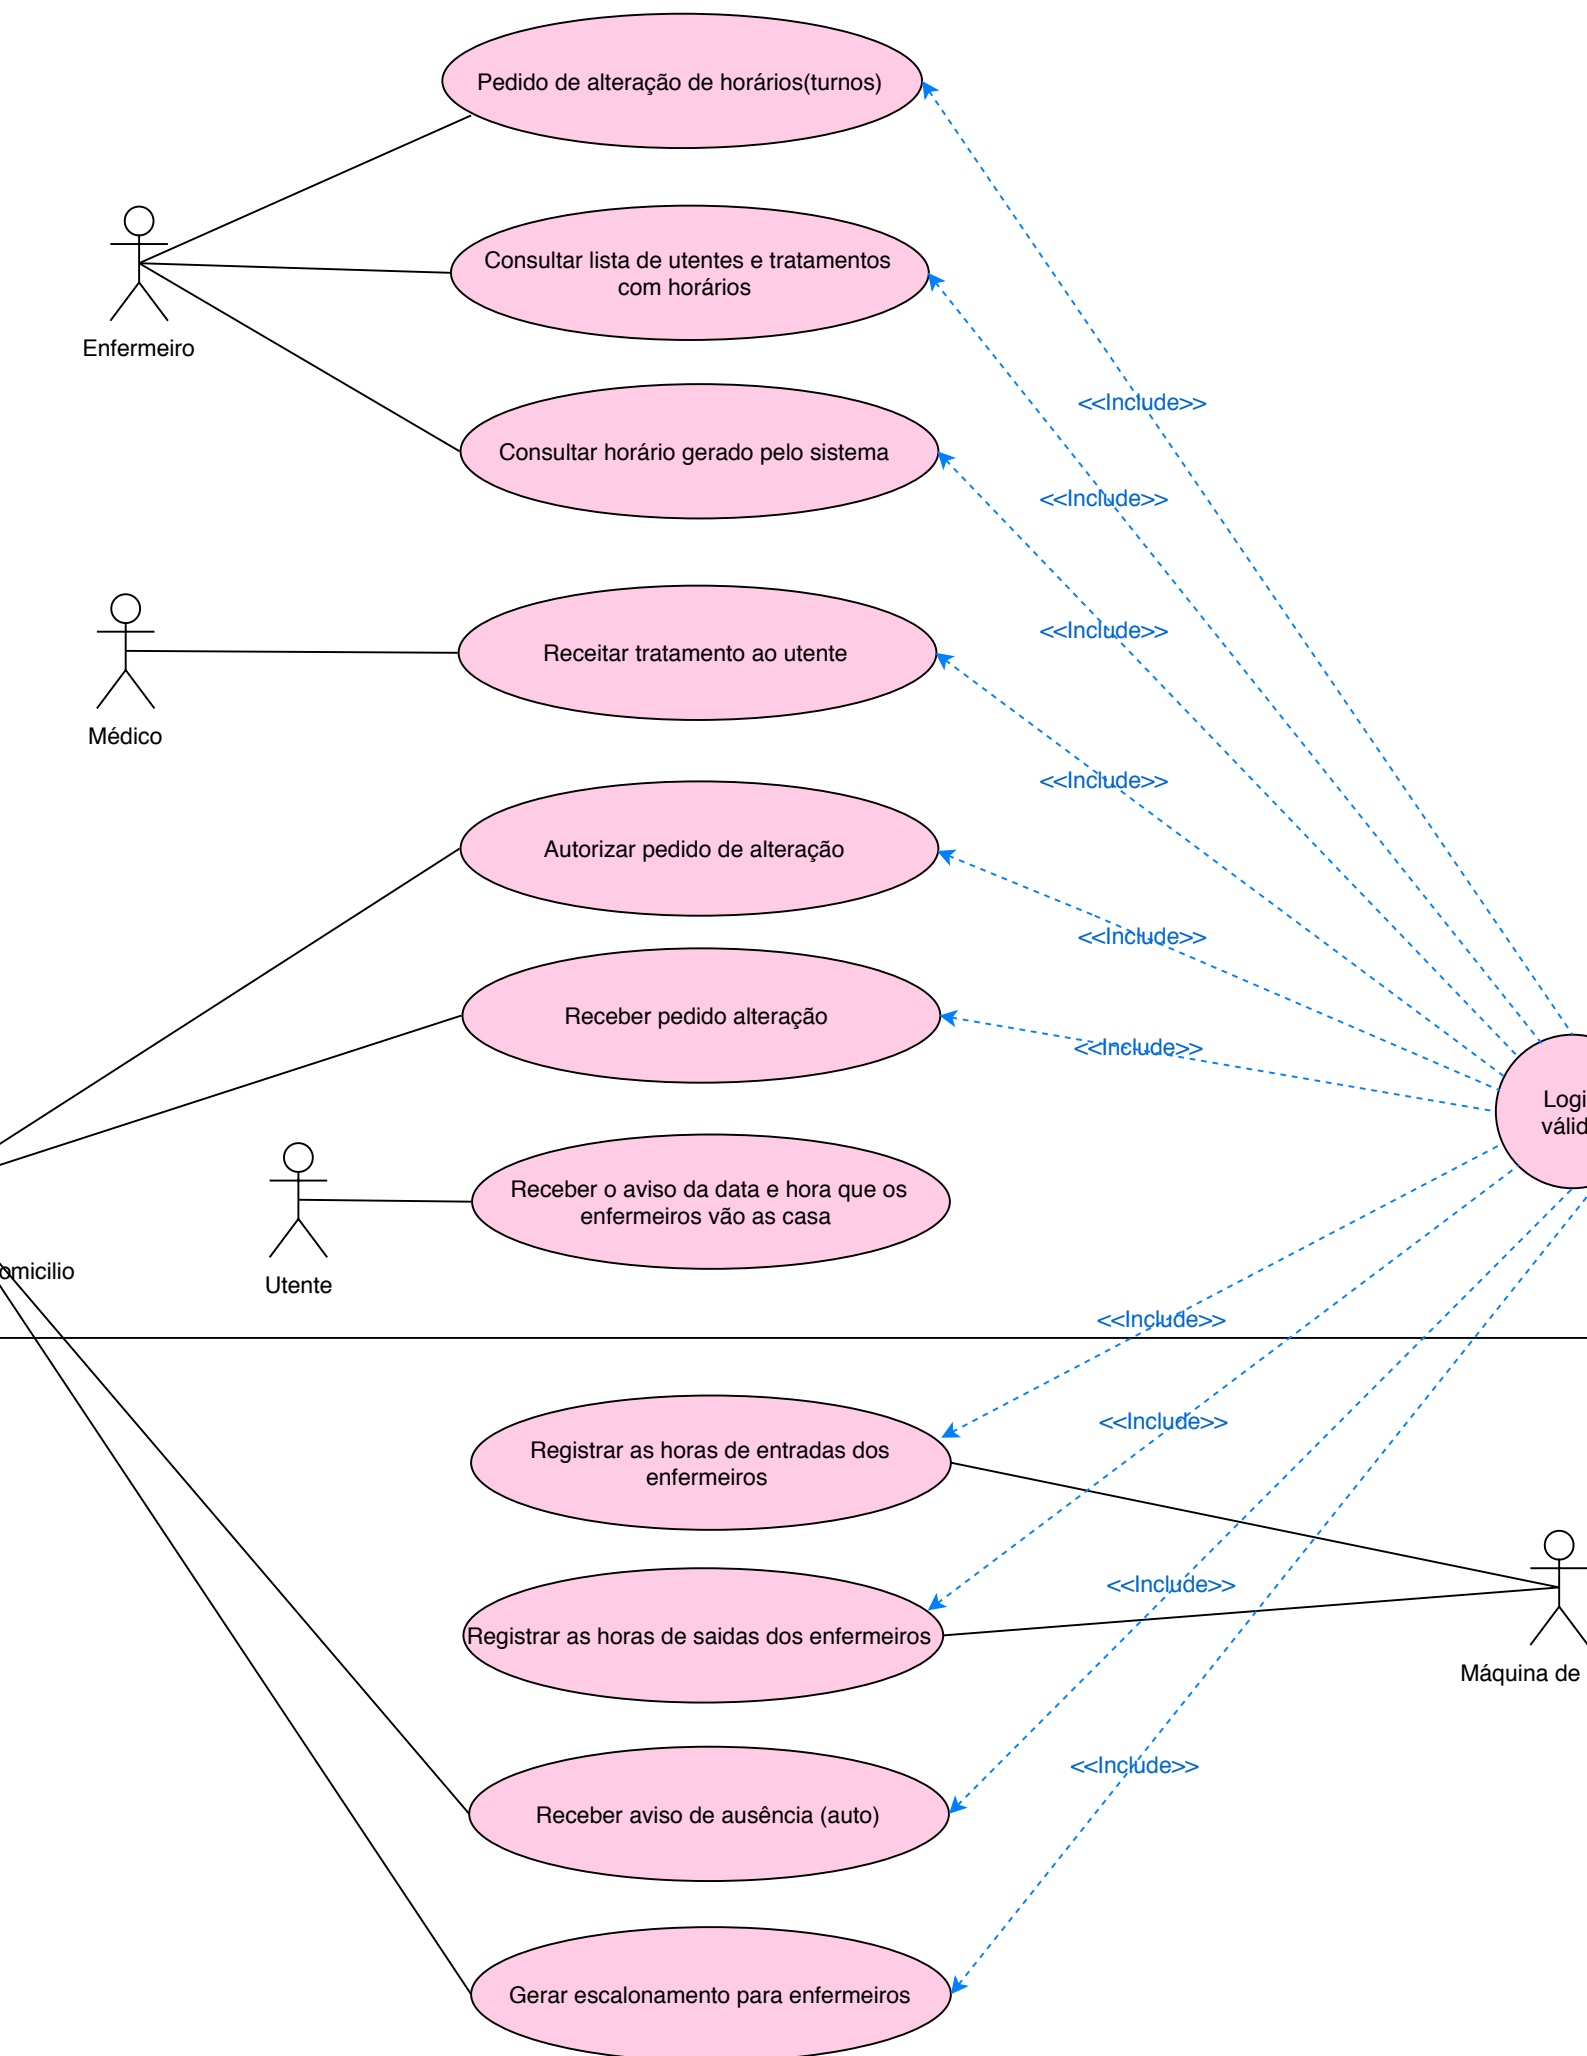 Pedido de alteração de horários(turnos)
Consultar lista de utentes e tratamentos
com horários
Enfermeiro
<<Include>>
Consultar horário gerado pelo sistema
<<Include>>
<<Include>>
Receitar tratamento ao utente
Médico
<<Include>>
Autorizar pedido de alteração
<<Include>>
Receber pedido alteração
<<Include>>
Logi
válid
Receber o aviso da data e hora que os
enfermeiros vão as casa
omicilio
Utente
<<Include>>
<<Include>>
Registrar as horas de entradas dos
enfermeiros
<<Include>>
Registrar as horas de saidas dos enfermeiros
Máquina de
<<Include>>
Receber aviso de ausência (auto)
Gerar escalonamento para enfermeiros